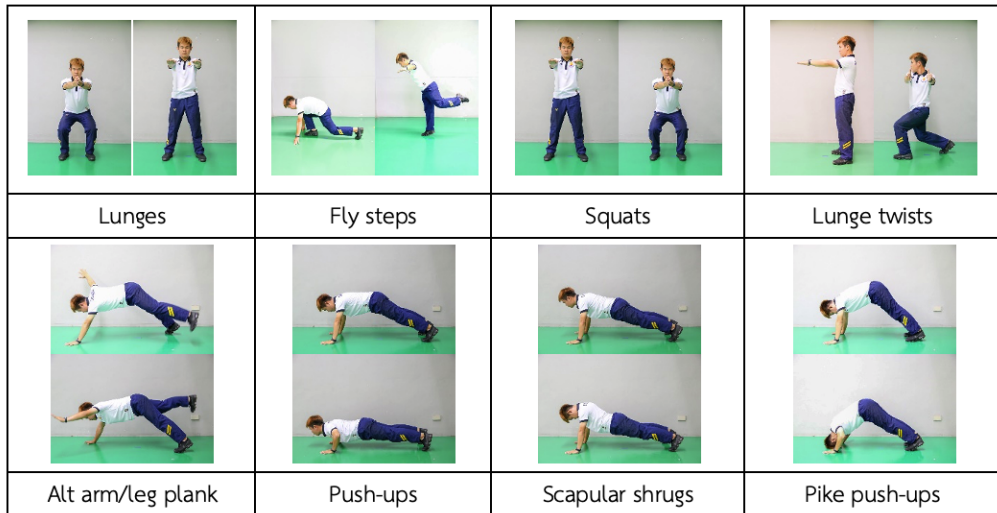 Lunges
Fly steps
Squats
Lunge twists
Alt arm/leg plank
Push-ups
Scapular shrugs
Pike push-ups